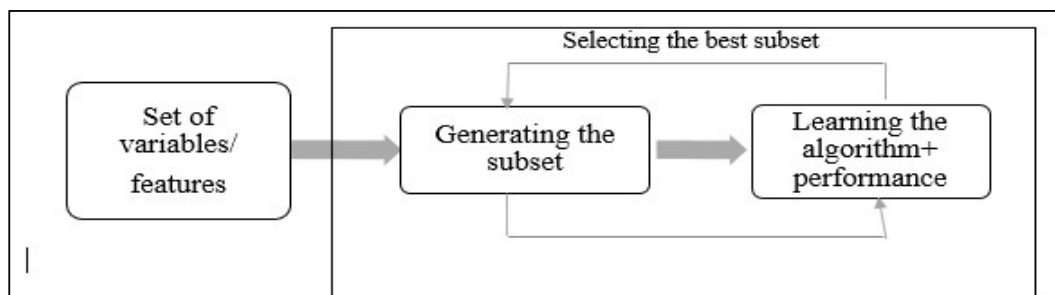 Selecting the best subset
Set of
variables/
features
Generating the
subset
Learning the
algorithm+
performance